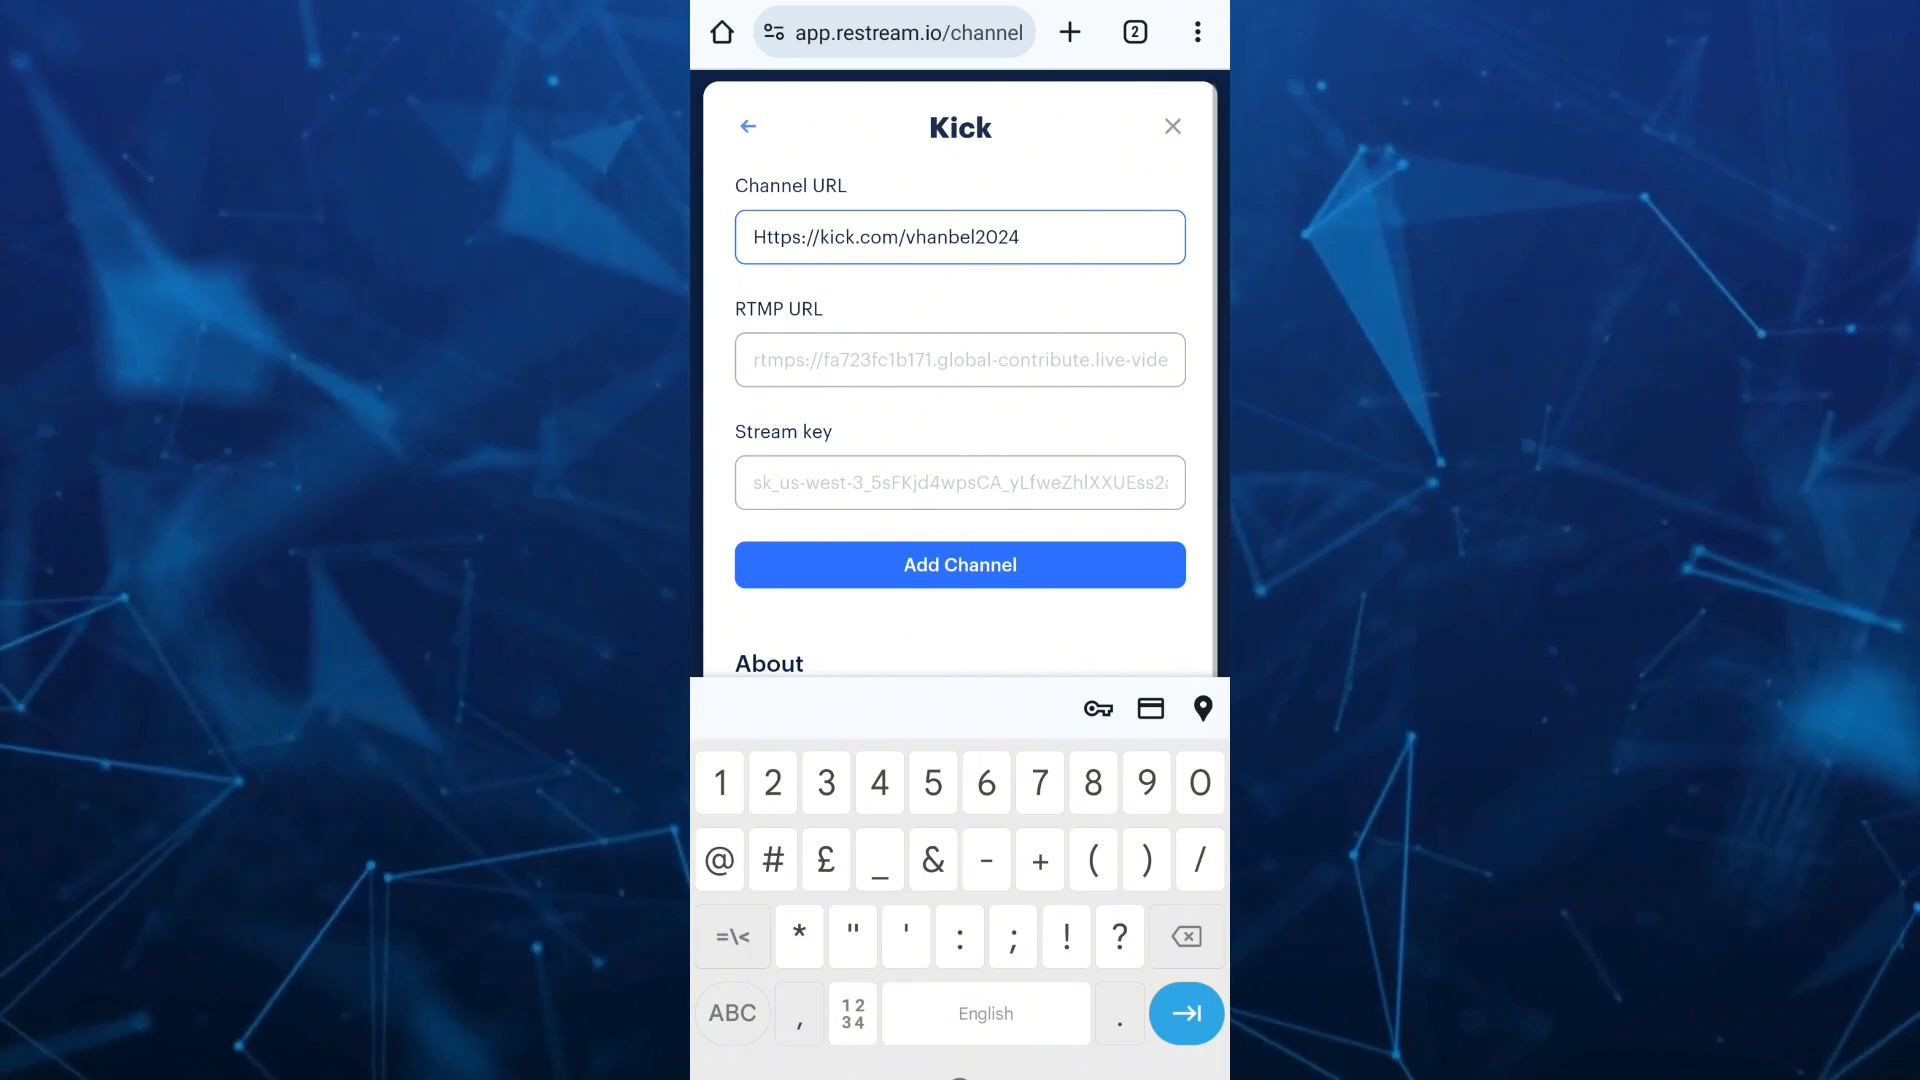 app.restream.io/channel
2
Kick
Channel URL
Https://kick.com/vhanbel2024
RTMP URL
rtmps://fa723fc1b171.global-contribute.live-vide
Stream key
sk_us-west-3_5sFKjd4wpsCA_yLfweZhlXXUEss2
Add Channel
About
1 2 3 4 5 6 7 8 9 0
@ # £ _ & - + ( ) /
=\< * " ' : ; ! ?
ABC , 12 34 English .